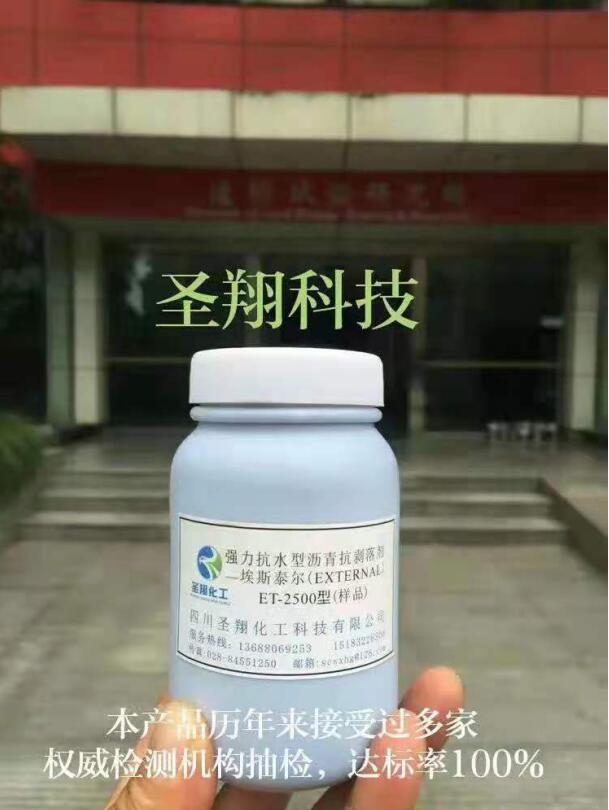 圣翔科技
强力抗水型沥青抗剥落剂
—埃斯泰尔(EXTERNAL)
ET-2500型(样品)
圣翔化工
四川圣翔化工科技有限公司
服务热线: 13688069253
传真:028-84551250 邮箱:
本产品历年来接受过多家
权威检测机构抽检，达标率100%